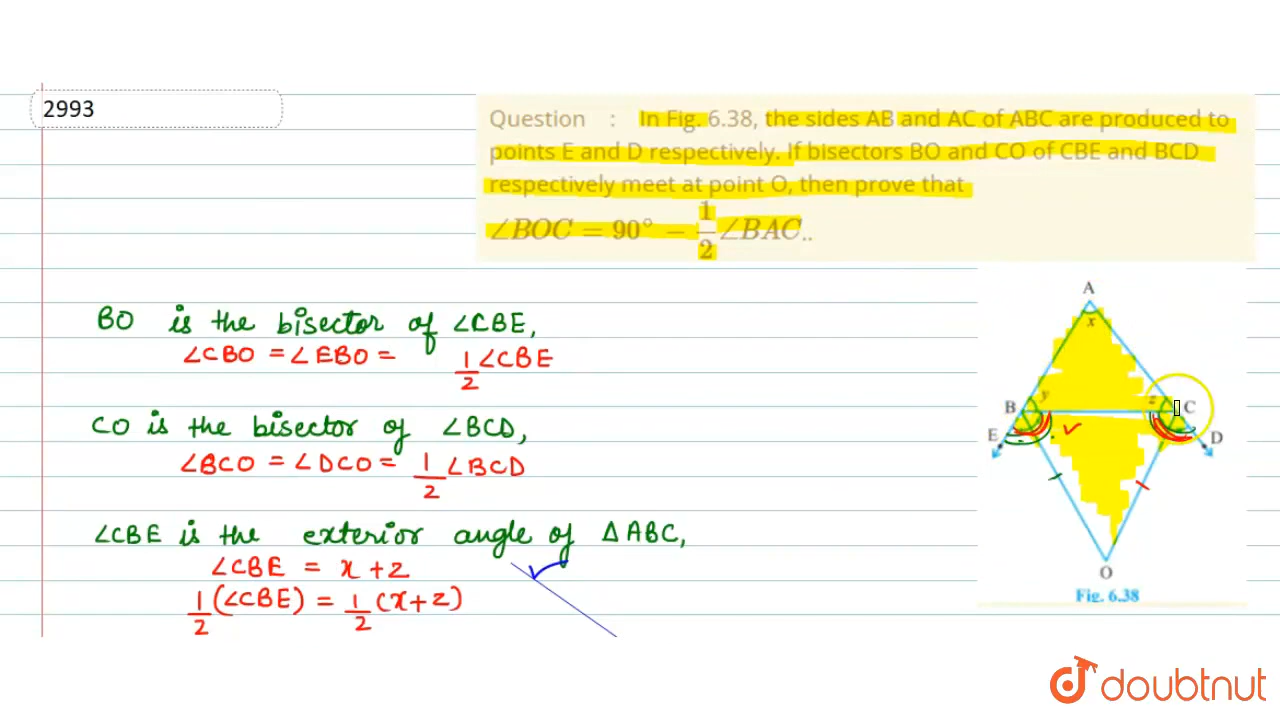 2993
Question : In Fig. 6.38, the sides AB and AC of ABC are produced to
points E and D respectively. If bisectors BO and CO of CBE and BCD
respectively meet at point O, then prove that
∠BOC = 90° − 1/2 ∠BAC..
BO is the bisector of ∠CBE,
∠CBO = ∠EBO = 1/2 ∠CBE
CO is the bisector of ∠BCD,
∠BCO = ∠DCO = 1/2 ∠BCD
∠CBE is the exterior angle of Δ ABC,
∠CBE = x + z
1/2 (∠CBE) = 1/2 (x + z)
A
x
B
y
z
C
E
D
O
Fig. 6.38
doubtnut